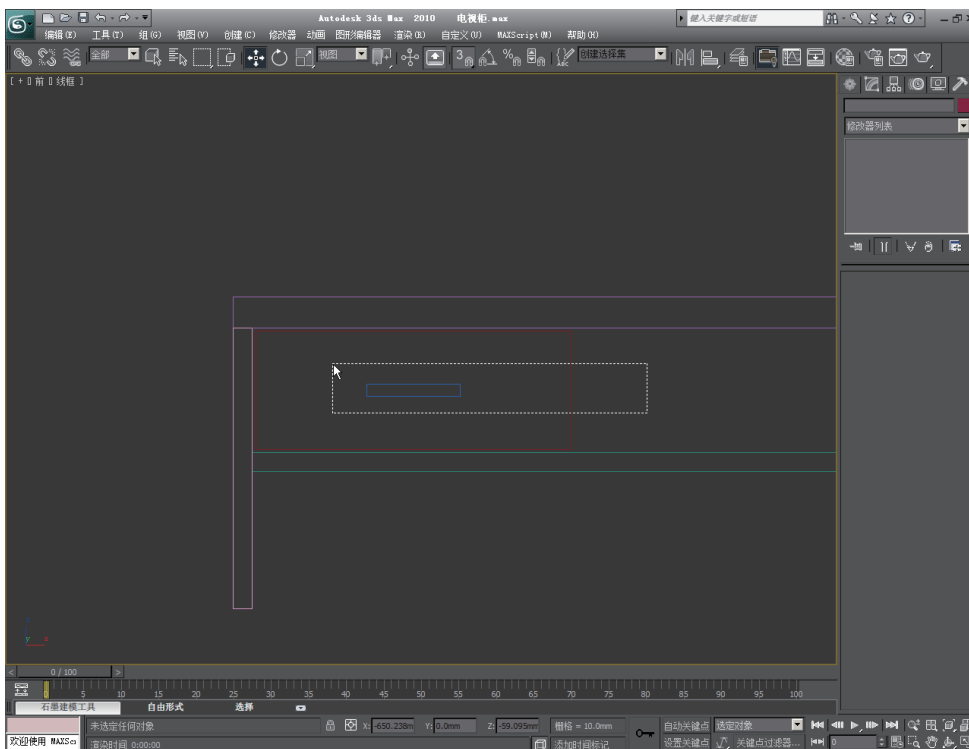 Autodesk 3ds Max 2010 电视柜.max
键入关键字或短语
编辑(E) 工具(T) 组(G) 视图(V) 创建(C) 修改器 动画 图形编辑器 渲染(R) 自定义(U) MAXScript(M) 帮助(H)
全部 视图 3 创建选择集
[ + 前 线框 ]
修改器列表
0 / 100
0 5 10 15 20 25 30 35 40 45 50 55 60 65 70 75 80 85 90 95 100
石墨建模工具 自由形式 选择
未选定任何对象 X: -650.238m Y: 0.0mm Z: -59.095mm 栅格 = 10.0mm 自动关键点 选定对象
欢迎使用 MAXSc 渲染时间 0:00:00 添加时间标记 设置关键点 关键点过滤器... 0